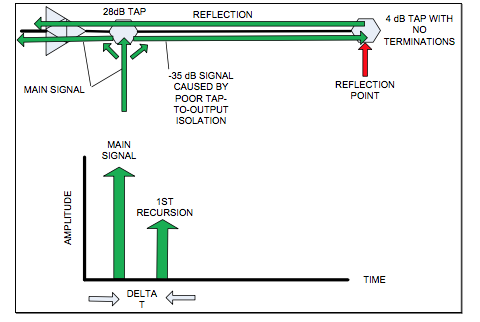 28dB TAP
REFLECTION
4 dB TAP WITH
NO
TERMINATIONS
MAIN SIGNAL
-35 dB SIGNAL
CAUSED BY
POOR TAP-
TO-OUTPUT
ISOLATION
REFLECTION
POINT
MAIN
SIGNAL
1ST
RECURSION
AMPLITUDE
TIME
DELTA
T